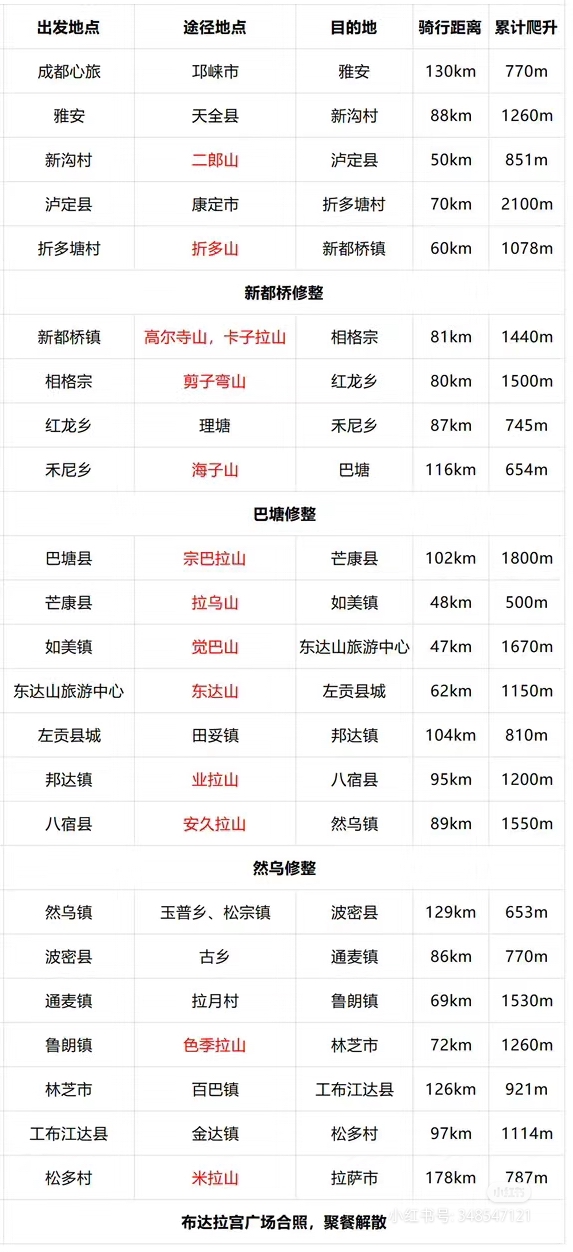 出发地点 途径地点 目的地 骑行距离 累计爬升
成都心旅 邛崃市 雅安 130km 770m
雅安 天全县 新沟村 88km 1260m
新沟村 二郎山 泸定县 50km 851m
泸定县 康定市 折多塘村 70km 2100m
折多塘村 折多山 新都桥镇 60km 1078m
新都桥修整
新都桥镇 高尔寺山，卡子拉山 相格宗 81km 1440m
相格宗 剪子弯山 红龙乡 80km 1500m
红龙乡 理塘 禾尼乡 87km 745m
禾尼乡 海子山 巴塘 116km 654m
巴塘修整
巴塘县 宗巴拉山 芒康县 102km 1800m
芒康县 拉乌山 如美镇 48km 500m
如美镇 觉巴山 东达山旅游中心 47km 1670m
东达山旅游中心 东达山 左贡县城 62km 1150m
左贡县城 田妥镇 邦达镇 104km 810m
邦达镇 业拉山 八宿县 95km 1200m
八宿县 安久拉山 然乌镇 89km 1550m
然乌修整
然乌镇 玉普乡、松宗镇 波密县 129km 653m
波密县 古乡 通麦镇 86km 770m
通麦镇 拉月村 鲁朗镇 69km 1530m
鲁朗镇 色季拉山 林芝市 72km 1260m
林芝市 百巴镇 工布江达县 126km 921m
工布江达县 金达镇 松多村 97km 1114m
松多村 米拉山 拉萨市 178km 787m
小红书
布达拉宫广场合照，聚餐解散
小红书号: 348547121